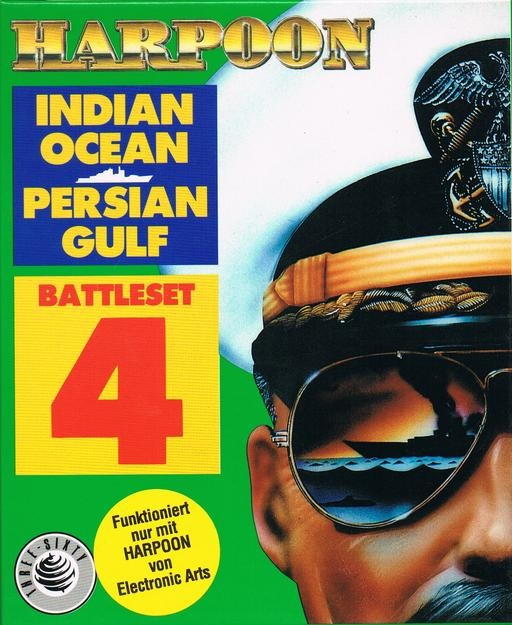 HARPOON
INDIAN
OCEAN
PERSIAN
GULF
BATTLESET
4
Funktioniert
nur mit
HARPOON
von
Electronic Arts
THREE-SIXTY